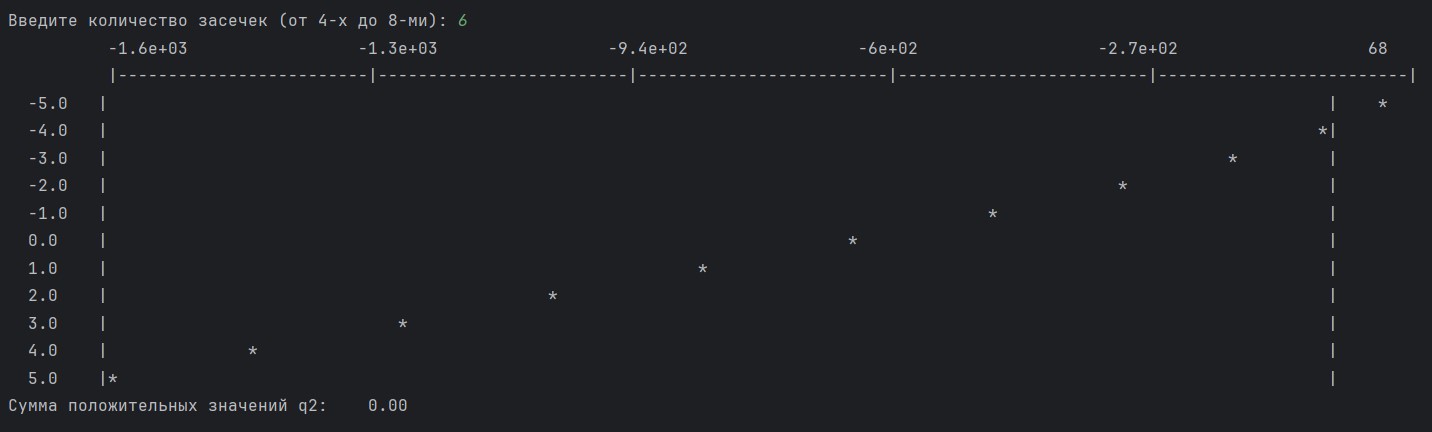 Введите количество засечек (от 4-х до 8-ми): 6
          -1.6e+03                 -1.3e+03                 -9.4e+02                 -6e+02                  -2.7e+02                   68
          |-------------------------|-------------------------|-------------------------|-------------------------|-------------------------|
  -5.0   |                                                                                                                          |    *
  -4.0   |                                                                                                                         *|
  -3.0   |                                                                                                                *         |
  -2.0   |                                                                                                     *                    |
  -1.0   |                                                                                        *                                 |
  0.0    |                                                                          *                                               |
  1.0    |                                                           *                                                              |
  2.0    |                                            *                                                                             |
  3.0    |                             *                                                                                            |
  4.0    |              *                                                                                                           |
  5.0    |*                                                                                                                         |
Сумма положительных значений q2:    0.00